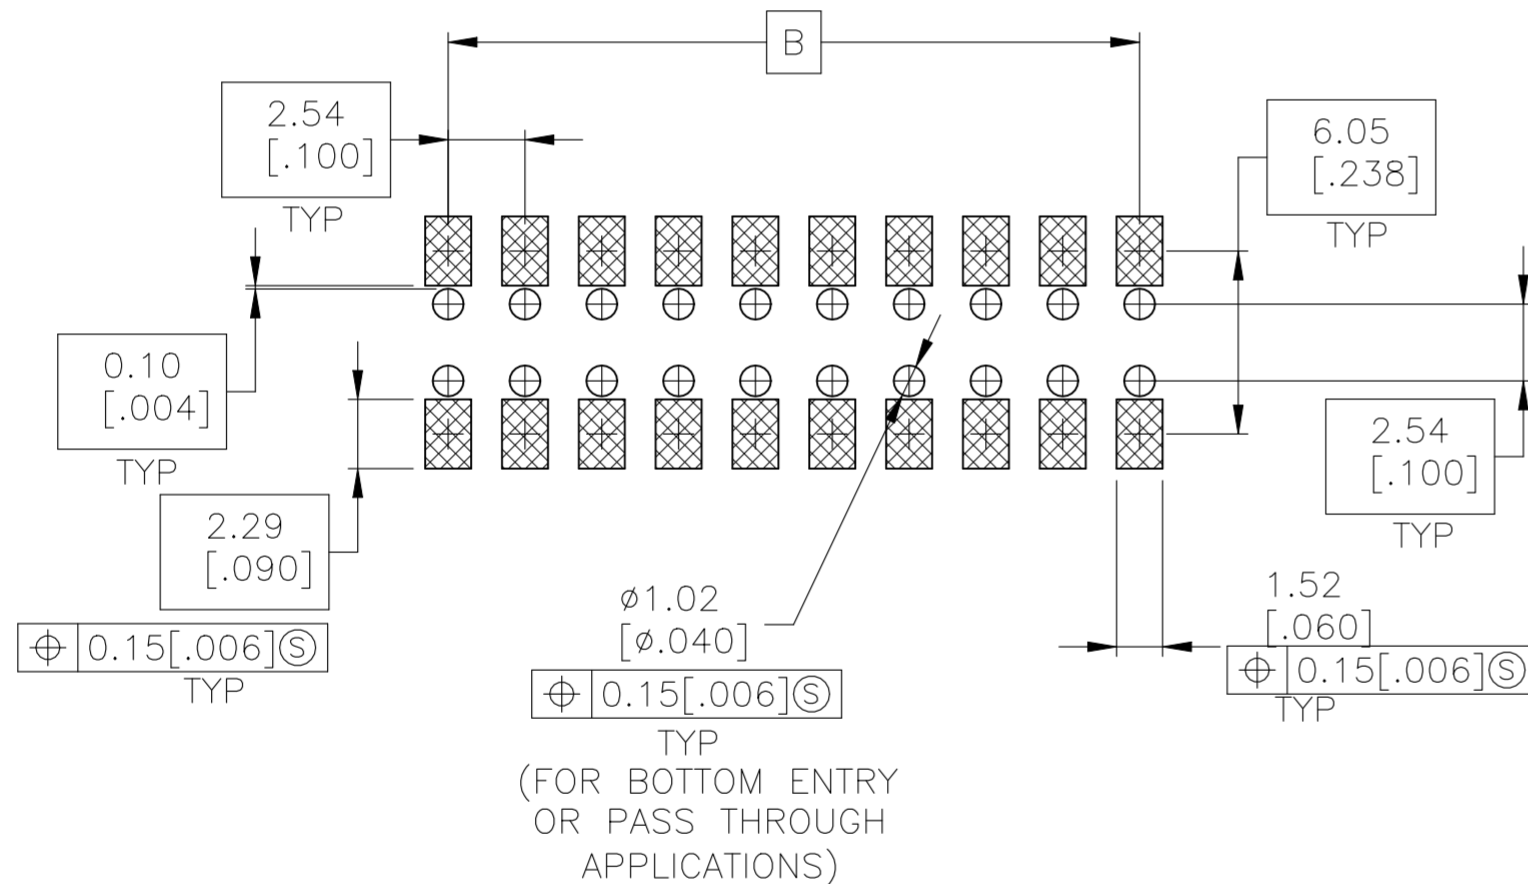 B
2.54
[.100]
TYP
6.05
[.238]
TYP
0.10
[.004]
TYP
2.54
[.100]
TYP
2.29
[.090]
⌖ 0.15[.006]Ⓢ
TYP
⌀1.02
[⌀.040]
⌖ 0.15[.006]Ⓢ
TYP
(FOR BOTTOM ENTRY
OR PASS THROUGH
APPLICATIONS)
1.52
[.060]
⌖ 0.15[.006]Ⓢ
TYP